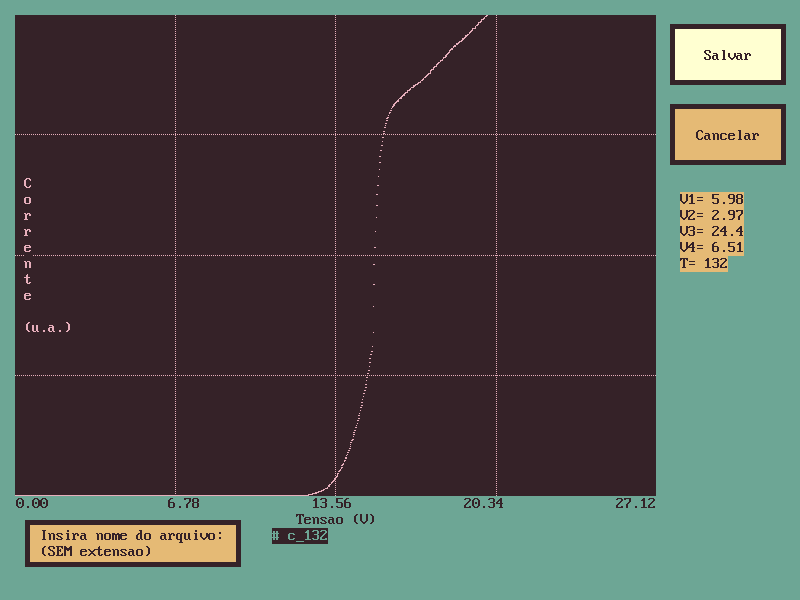 Salvar
Cancelar
V1= 5.98
V2= 2.97
V3= 24.4
V4= 6.51
T= 132
Corrente
(u.a.)
0.00 6.78 13.56 20.34 27.12
Tensao (V)
Insira nome do arquivo:
(SEM extensao)
# c_132